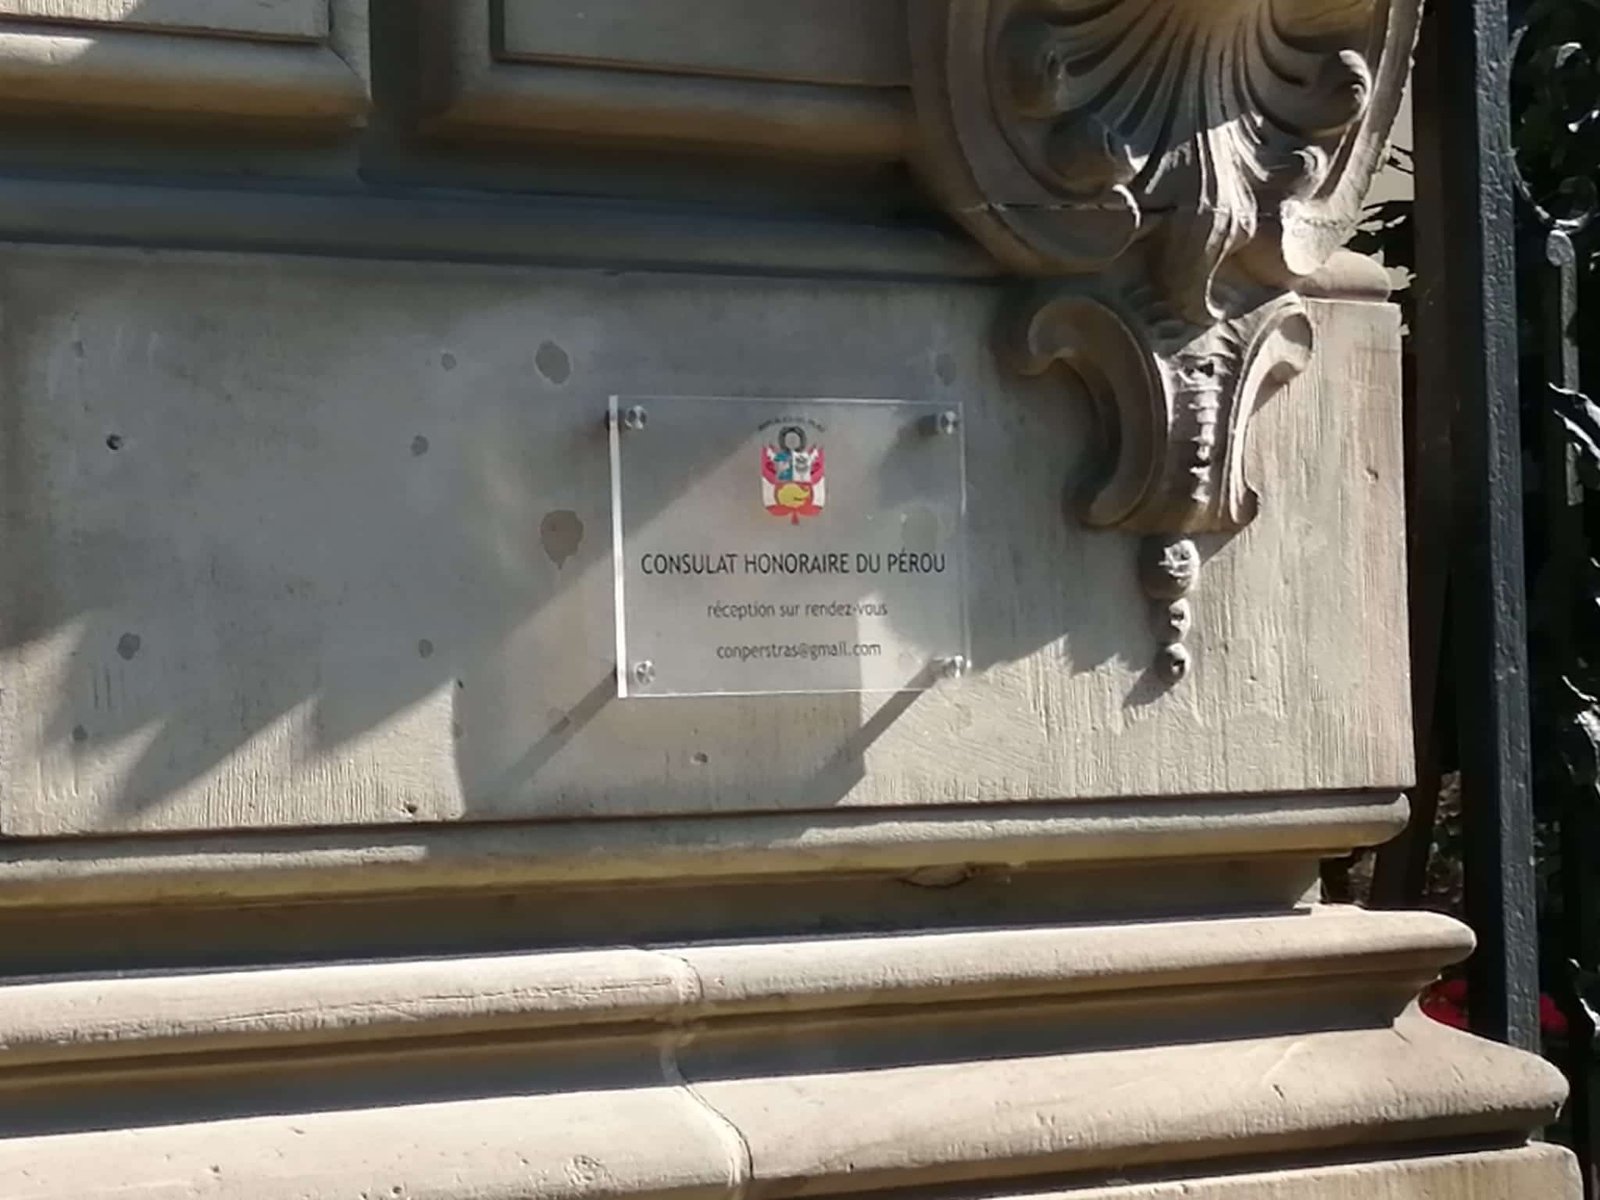 CONSULAT HONORAIRE DU PÉROU
réception sur rendez-vous
conperstras@gmail.com